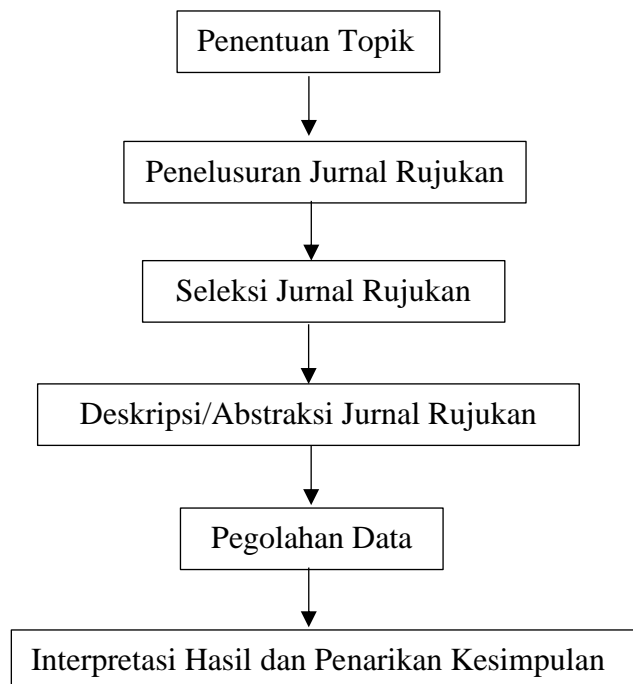 Penentuan Topik
Penelusuran Jurnal Rujukan
Seleksi Jurnal Rujukan
Deskripsi/Abstraksi Jurnal Rujukan
Pegolahan Data
Interpretasi Hasil dan Penarikan Kesimpulan